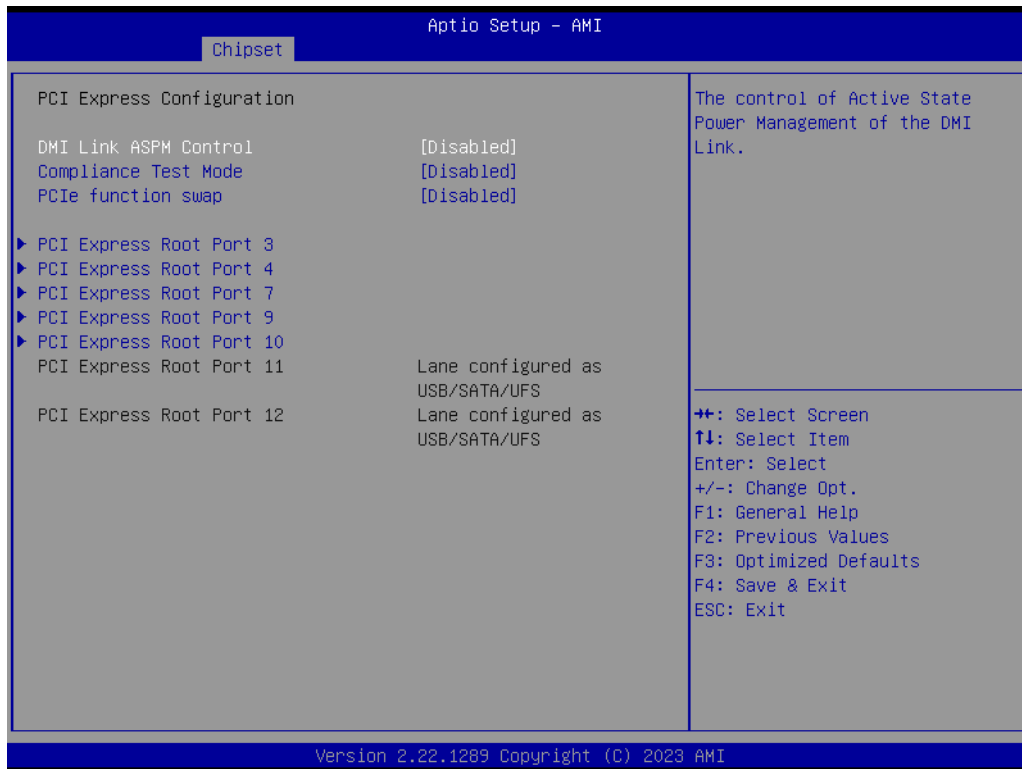 Aptio Setup – AMI
Chipset
PCI Express Configuration
DMI Link ASPM Control [Disabled]
Compliance Test Mode [Disabled]
PCIe function swap [Disabled]
PCI Express Root Port 3
PCI Express Root Port 4
PCI Express Root Port 7
PCI Express Root Port 9
PCI Express Root Port 10
PCI Express Root Port 11 Lane configured as
USB/SATA/UFS
PCI Express Root Port 12 Lane configured as
USB/SATA/UFS
The control of Active State
Power Management of the DMI
Link.
→←: Select Screen
↑↓: Select Item
Enter: Select
+/-: Change Opt.
F1: General Help
F2: Previous Values
F3: Optimized Defaults
F4: Save & Exit
ESC: Exit
Version 2.22.1289 Copyright (C) 2023 AMI